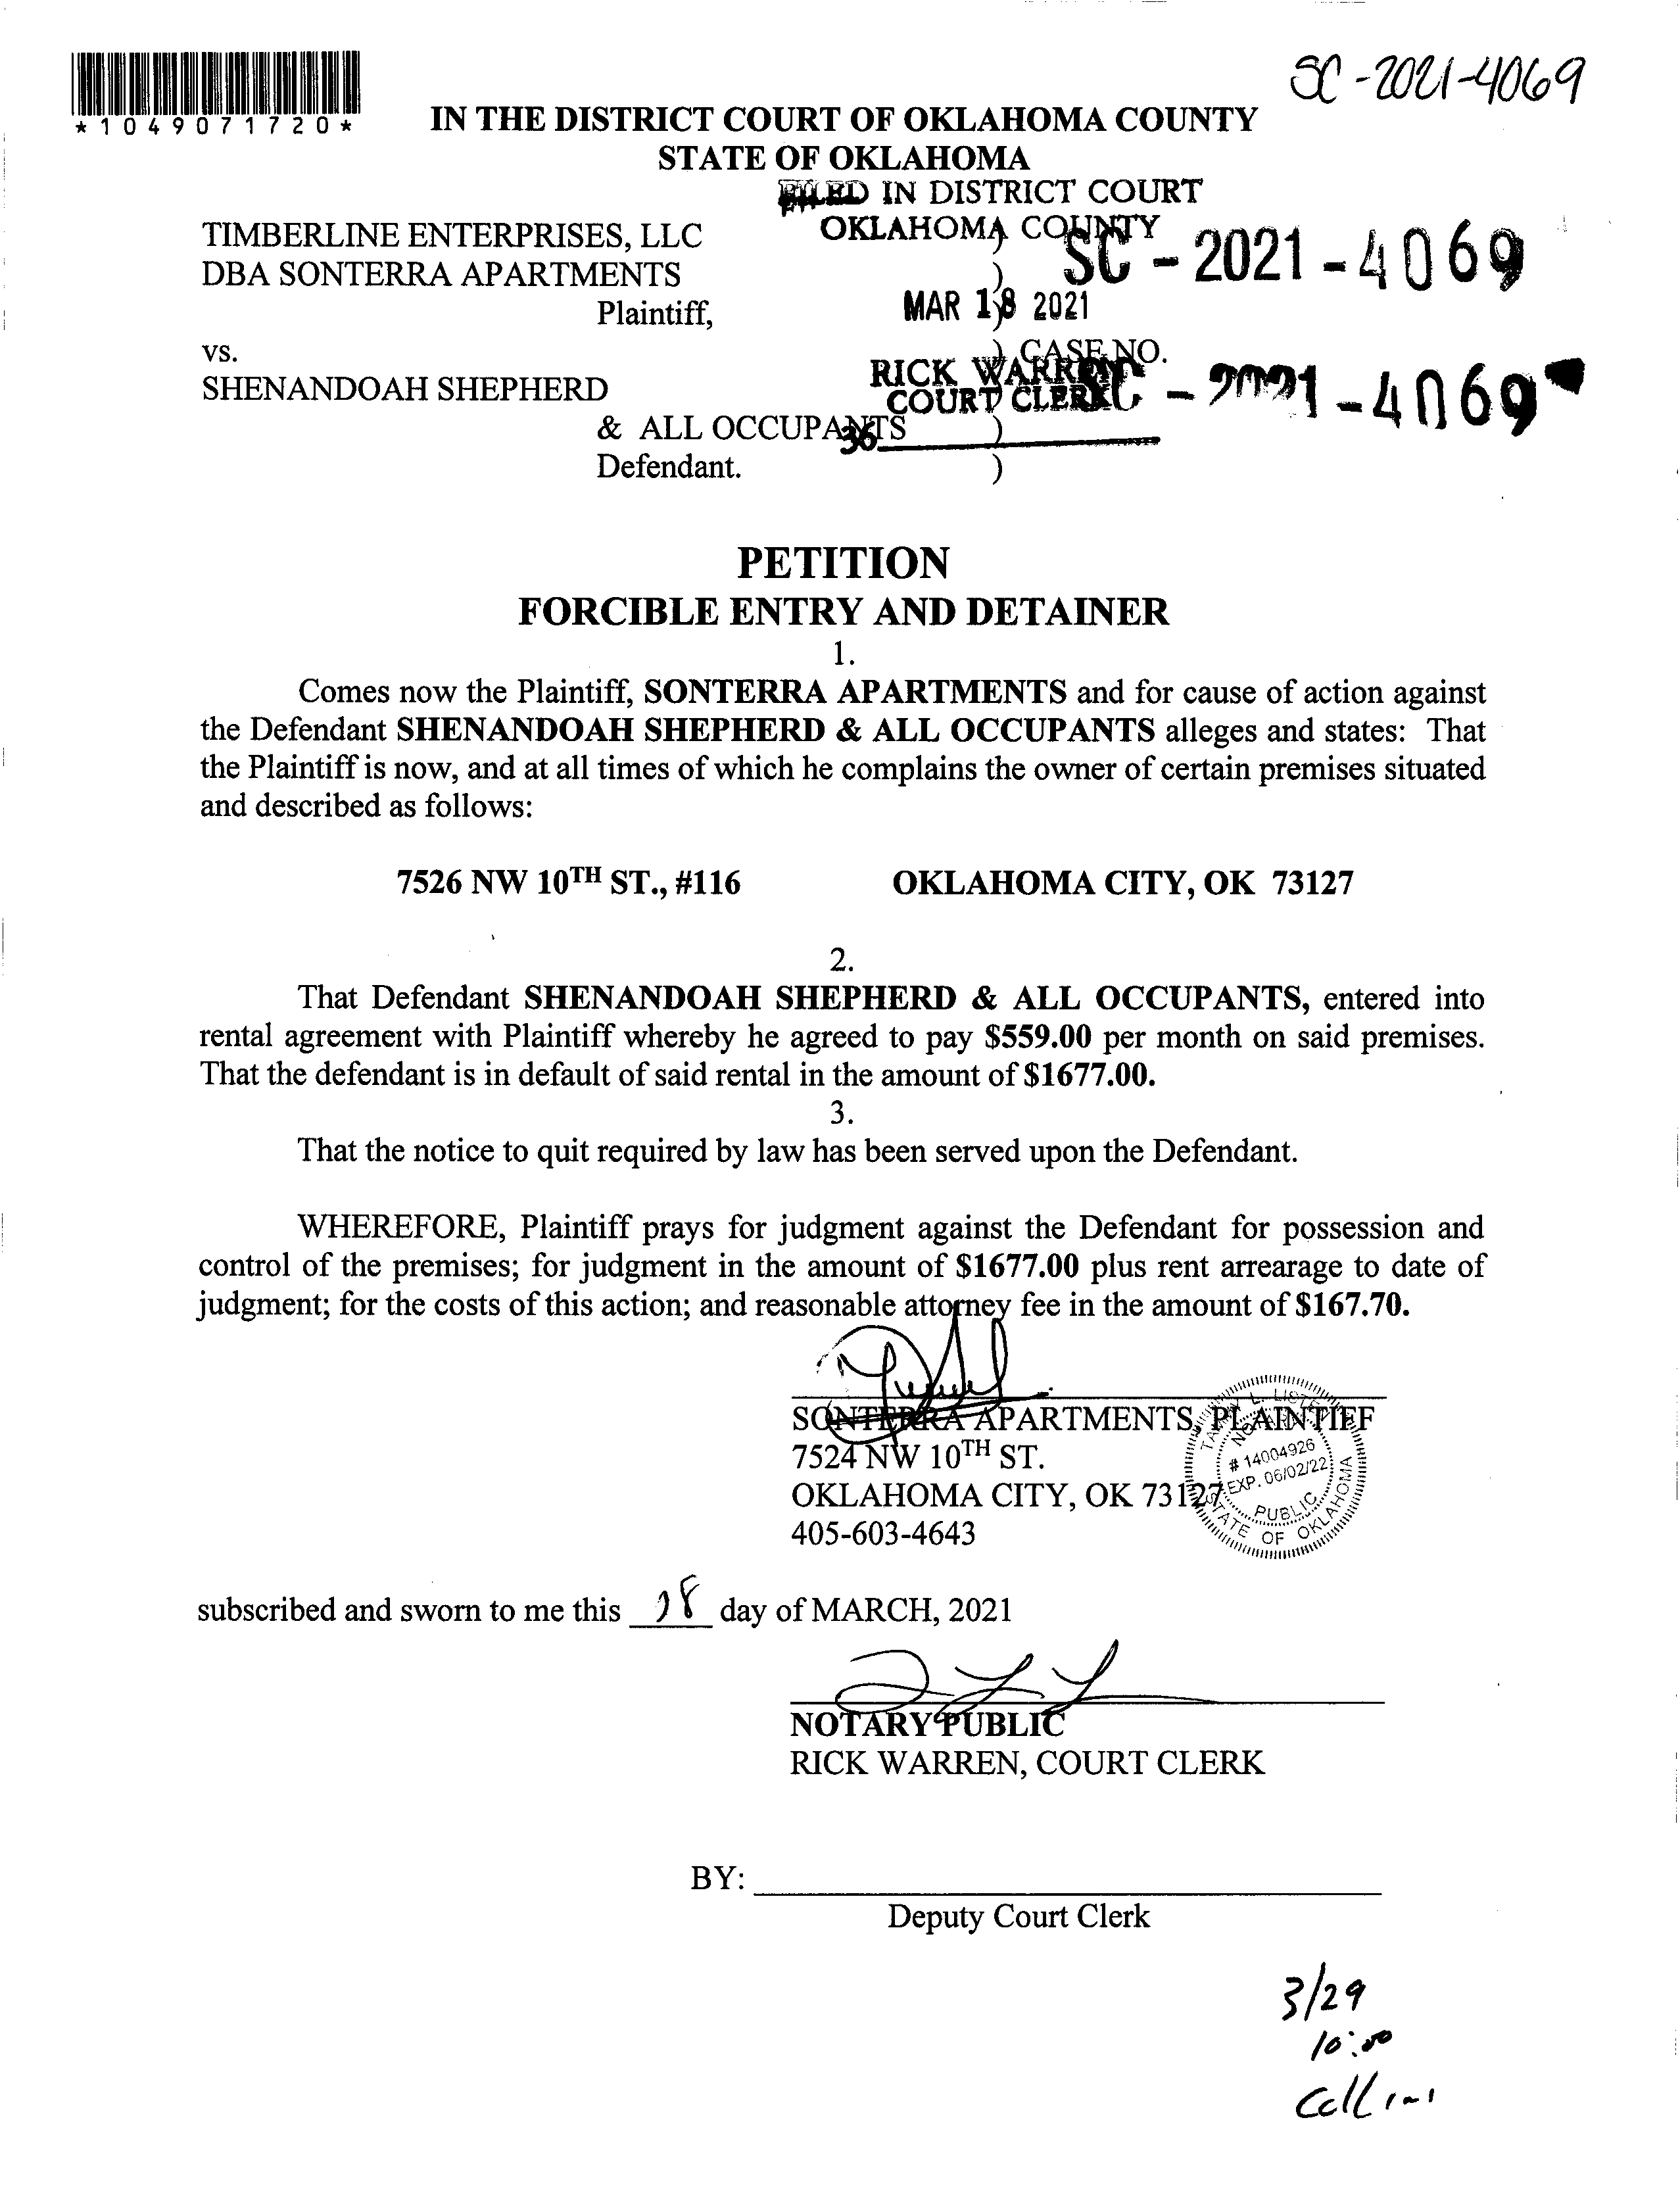 SC-2021-4069
*1049071720*
IN THE DISTRICT COURT OF OKLAHOMA COUNTY
STATE OF OKLAHOMA
FILED IN DISTRICT COURT
OKLAHOMA COUNTY
TIMBERLINE ENTERPRISES, LLC )
SC - 2021 - 4069
DBA SONTERRA APARTMENTS )
Plaintiff, )
MAR 18 2021
vs. ) CASE NO.
RICK WARREN
SHENANDOAH SHEPHERD )
COURT CLERK
SC - 2021 - 4069
& ALL OCCUPANTS )
36
Defendant. )
PETITION
FORCIBLE ENTRY AND DETAINER
1.
Comes now the Plaintiff, SONTERRA APARTMENTS and for cause of action against
the Defendant SHENANDOAH SHEPHERD & ALL OCCUPANTS alleges and states: That
the Plaintiff is now, and at all times of which he complains the owner of certain premises situated
and described as follows:
7526 NW 10TH ST., #116 OKLAHOMA CITY, OK 73127
2.
That Defendant SHENANDOAH SHEPHERD & ALL OCCUPANTS, entered into
rental agreement with Plaintiff whereby he agreed to pay $559.00 per month on said premises.
That the defendant is in default of said rental in the amount of $1677.00.
3.
That the notice to quit required by law has been served upon the Defendant.
WHEREFORE, Plaintiff prays for judgment against the Defendant for possession and
control of the premises; for judgment in the amount of $1677.00 plus rent arrearage to date of
judgment; for the costs of this action; and reasonable attorney fee in the amount of $167.70.
SONTERRA APARTMENTS, PLAINTIFF
7524 NW 10TH ST.
OKLAHOMA CITY, OK 73127
405-603-4643
# 14004926
EXP. 06/02/22
PUBLIC
STATE OF OKLAHOMA
subscribed and sworn to me this 18 day of MARCH, 2021
NOTARY PUBLIC
RICK WARREN, COURT CLERK
BY:
Deputy Court Clerk
3/29
10:00
Collins